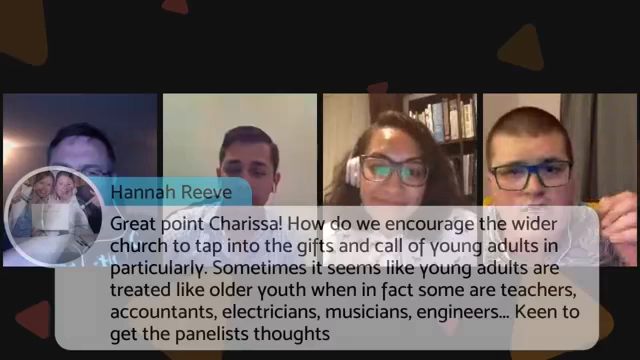 Hannah Reeve
Great point Charissa! How do we encourage the wider
church to tap into the gifts and call of young adults in
particularly. Sometimes it seems like young adults are
treated like older youth when in fact some are teachers,
accountants, electricians, musicians, engineers... Keen to
get the panelists thoughts